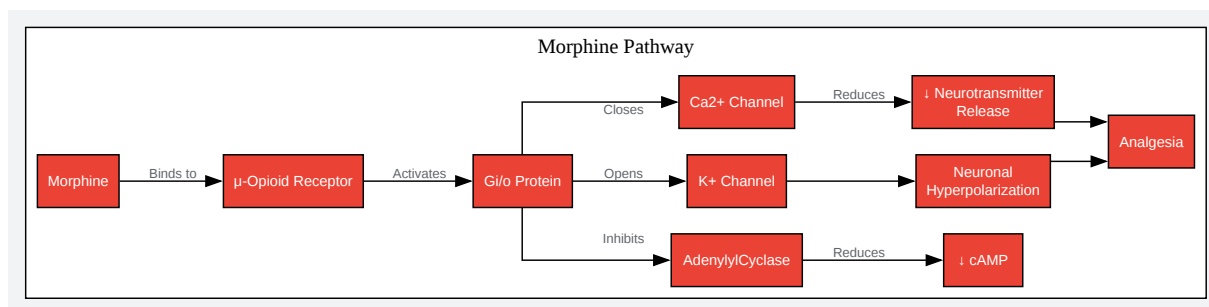 Morphine Pathway
Closes
Ca2+ Channel
Reduces
↓ Neurotransmitter
Release
Analgesia
Morphine
Binds to
μ-Opioid Receptor
Activates
Gi/o Protein
Opens
K+ Channel
Neuronal
Hyperpolarization
Inhibits
AdenylylCyclase
Reduces
↓ cAMP